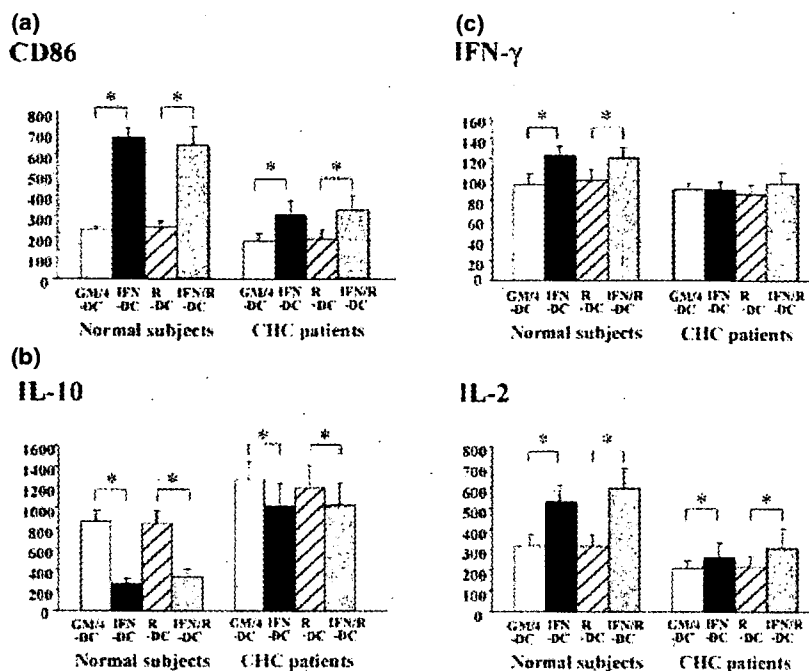 (a)
CD86
* * * *
800
700
600
500
400
300
200
100
0
GM/4 IFN R IFN/R GM/4 IFN R IFN/R
-DC -DC -DC -DC -DC -DC -DC -DC
Normal subjects CHC patients
(b)
IL-10
* * * *
1600
1400
1200
1000
800
600
400
200
0
GM/4 IFN R IFN/R GM/4 IFN R IFN/R
-DC -DC -DC -DC -DC -DC -DC -DC
Normal subjects CHC patients
(c)
IFN-γ
* *
160
140
120
100
80
60
40
20
0
GM/4 IFN R IFN/R GM/4 IFN R IFN/R
-DC -DC -DC -DC -DC -DC -DC -DC
Normal subjects CHC patients
IL-2
* * * *
800
700
600
500
400
300
200
100
0
GM/4 IFN R IFN/R GM/4 IFN R IFN/R
-DC -DC -DC -DC -DC -DC -DC -DC
Normal subjects CHC patients